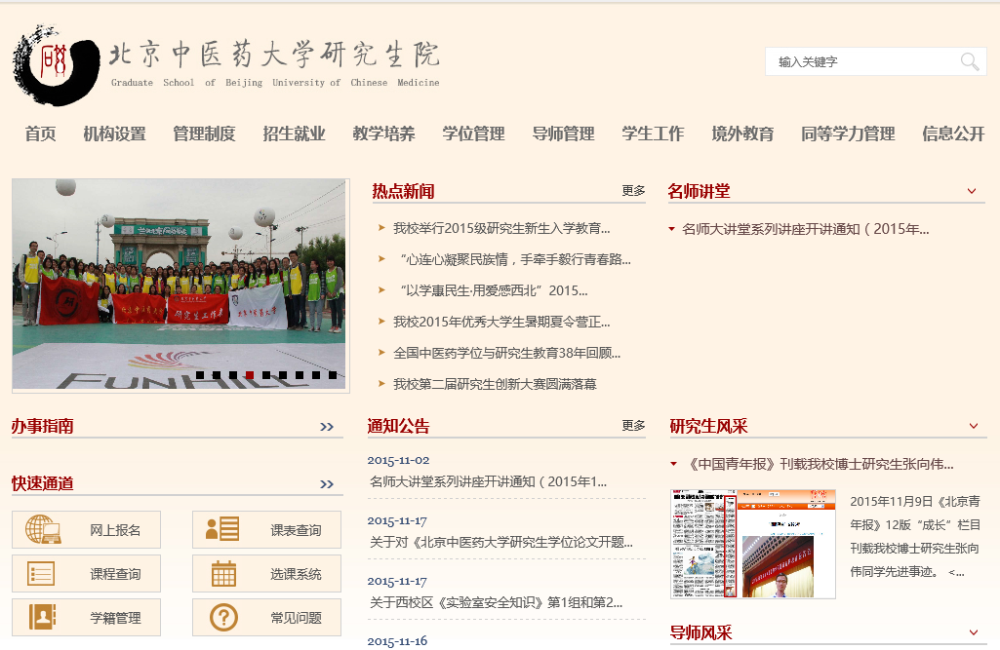 北京中医药大学研究生院
Graduate School of Beijing University of Chinese Medicine
输入关键字
首页 机构设置 管理制度 招生就业 教学培养 学位管理 导师管理 学生工作 境外教育 同等学力管理 信息公开
热点新闻 更多
我校举行2015级研究生新生入学教育...
“心连心凝聚民族情，手牵手毅行青春路...
“以学惠民生·用爱感西北”2015...
我校2015年优秀大学生暑期夏令营正...
全国中医药学位与研究生教育38年回顾...
我校第二届研究生创新大赛圆满落幕
名师讲堂
名师大讲堂系列讲座开讲通知（2015年...
FUNHILL
办事指南 >>
快速通道 >>
网上报名 课表查询
课程查询 选课系统
学籍管理 常见问题
通知公告 更多
2015-11-02
名师大讲堂系列讲座开讲通知（2015年1...
2015-11-17
关于对《北京中医药大学研究生学位论文开题...
2015-11-17
关于西校区《实验室安全知识》第1组和第2...
2015-11-16
研究生风采
《中国青年报》刊载我校博士研究生张向伟...
2015年11月9日《北京青
年报》12版“成长”栏目
刊载我校博士研究生张向
伟同学先进事迹。 <...
导师风采